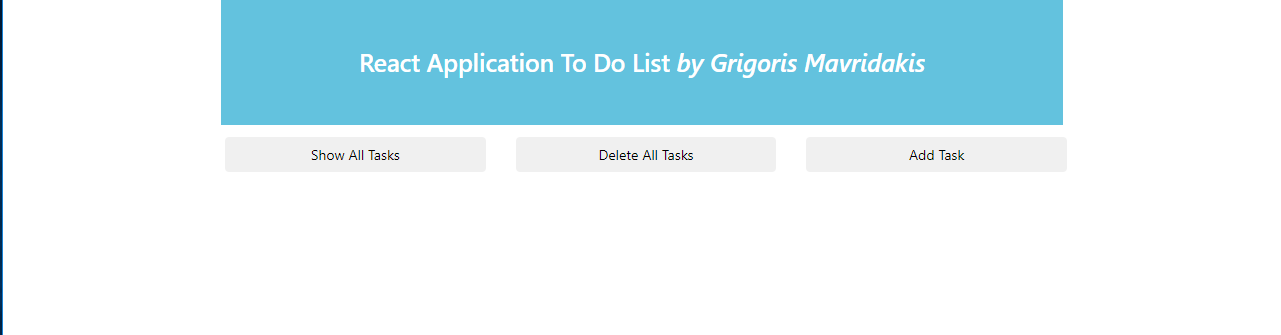 React Application To Do List by Grigoris Mavridakis
Show All Tasks
Delete All Tasks
Add Task